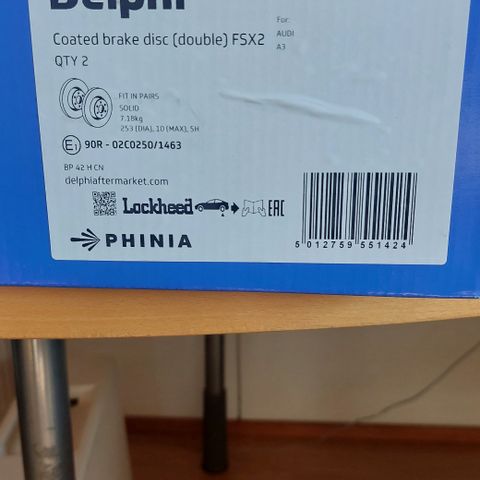 Delphi
Coated brake disc (double) FSX2
QTY 2
For:
AUDI
A3
FIT IN PAIRS
SOLID
7.18kg
253 (DIA), 10 (MAX), 5H
E1 90R - 02C0250/1463
BP 42 H CN
delphiaftermarket.com
Lockheed
EAC
PHINIA
5 012759 551424